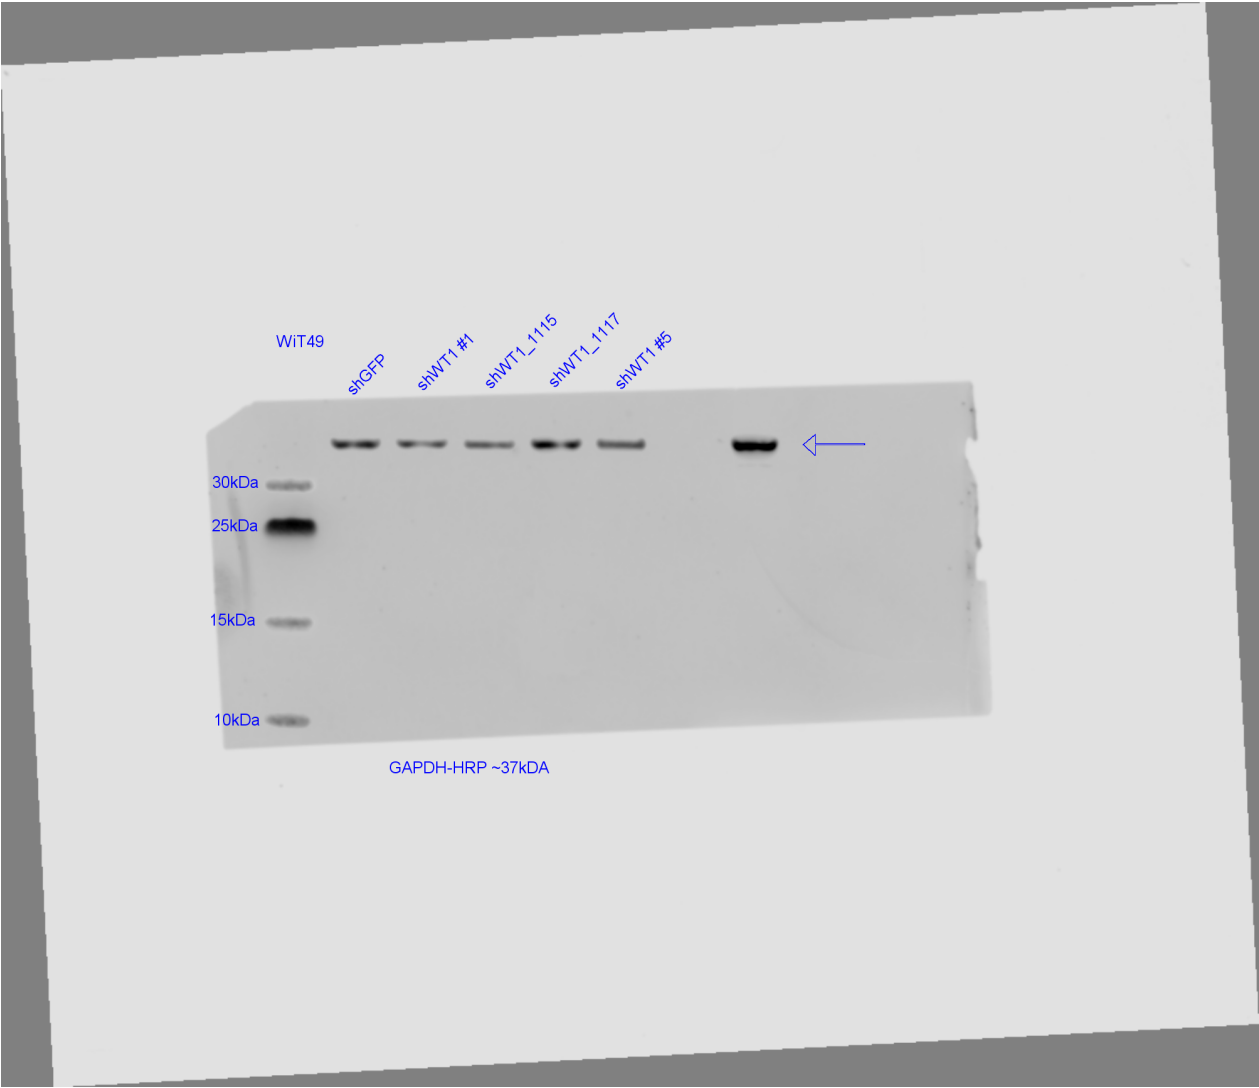 WiT49
shGFP
shWT1 #1
shWT1_1115
shWT1_1117
shWT1 #5
30kDa
25kDa
15kDa
10kDa
GAPDH-HRP ~37kDA